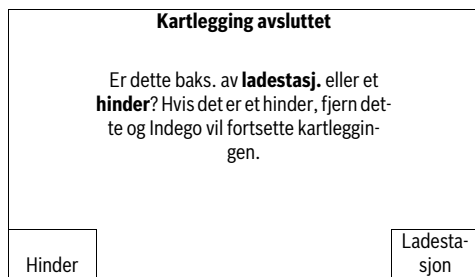 Kartlegging avsluttet
Er dette baks. av ladestasj. eller et
hinder? Hvis det er et hinder, fjern det-
te og Indego vil fortsette kartleggin-
gen.
Hinder
Ladesta-
sjon